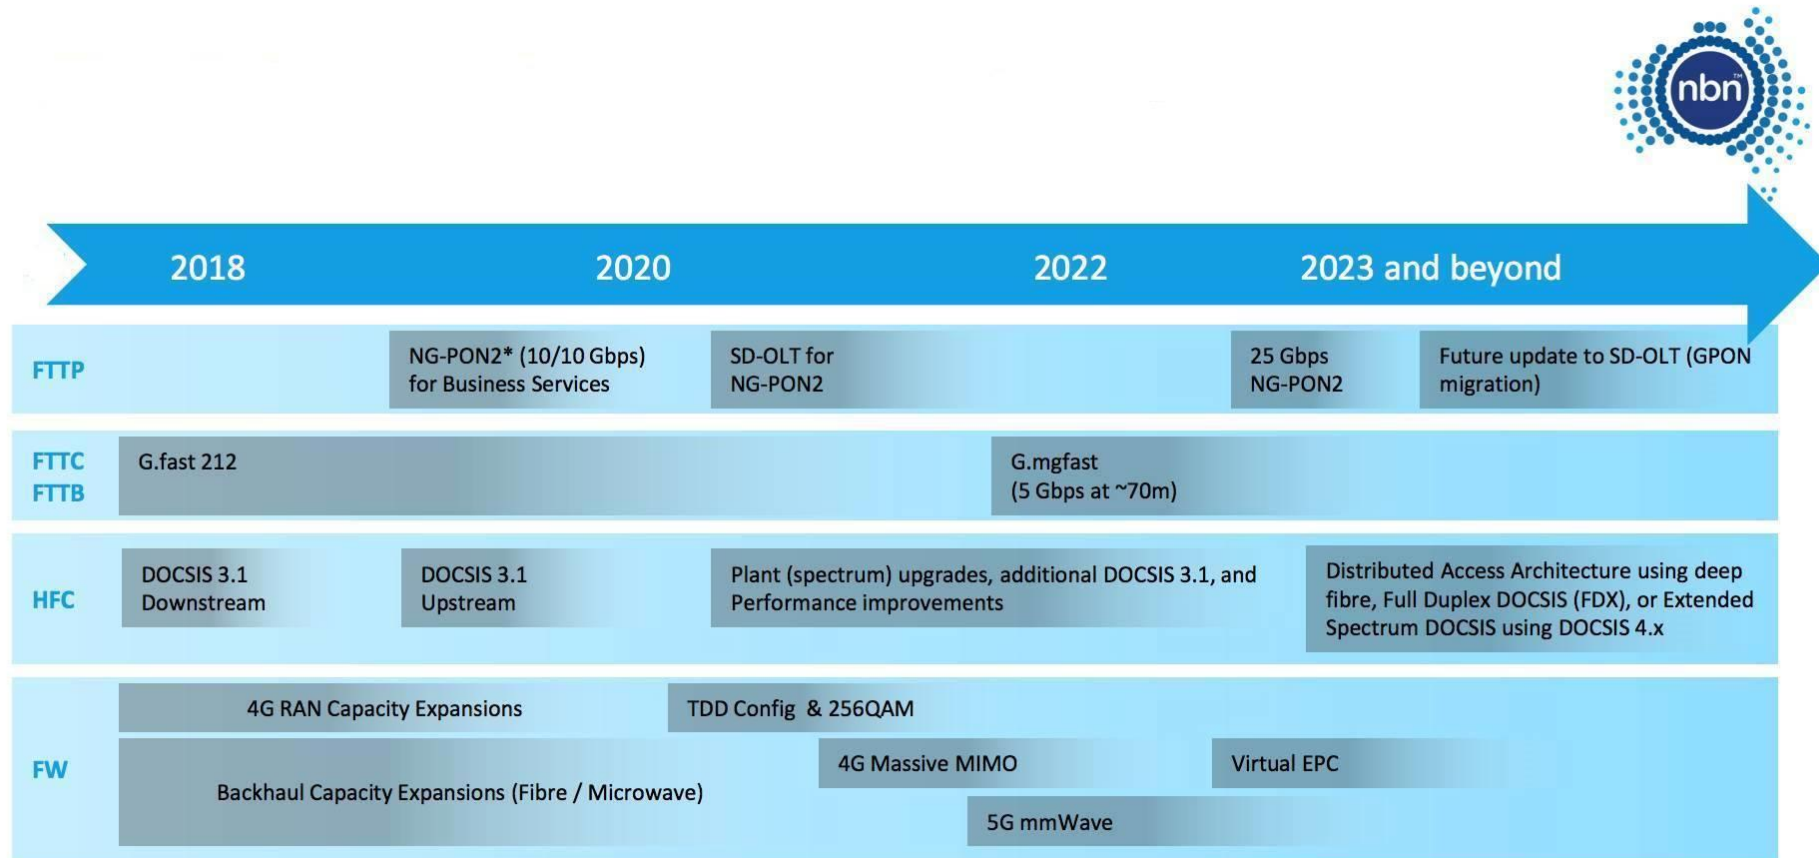 nbn™
2018 2020 2022 2023 and beyond
FTTP
NG-PON2* (10/10 Gbps)
for Business Services
SD-OLT for
NG-PON2
25 Gbps
NG-PON2
Future update to SD-OLT (GPON
migration)
FTTC
FTTB
G.fast 212
G.mgfast
(5 Gbps at ~70m)
HFC
DOCSIS 3.1
Downstream
DOCSIS 3.1
Upstream
Plant (spectrum) upgrades, additional DOCSIS 3.1, and
Performance improvements
Distributed Access Architecture using deep
fibre, Full Duplex DOCSIS (FDX), or Extended
Spectrum DOCSIS using DOCSIS 4.x
FW
4G RAN Capacity Expansions
TDD Config & 256QAM
Backhaul Capacity Expansions (Fibre / Microwave)
4G Massive MIMO
Virtual EPC
5G mmWave